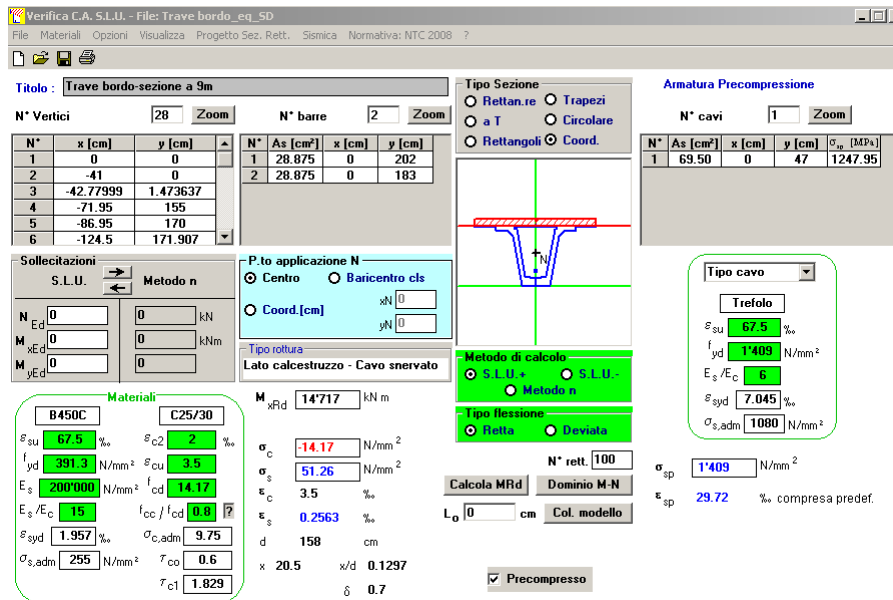 Verifica C.A. S.L.U. - File: Trave bordo_eq_SD
File Materiali Opzioni Visualizza Progetto Sez. Rett. Sismica Normativa: NTC 2008 ?
Titolo : Trave bordo-sezione a 9m
N° Vertici 28 Zoom
N° x [cm] y [cm]
1 0 0
2 -41 0
3 -42.77999 1.473637
4 -71.95 155
5 -86.95 170
6 -124.5 171.907
N° barre 2 Zoom
N° As [cm²] x [cm] y [cm]
1 28.875 0 202
2 28.875 0 183
Tipo Sezione
Rettan.re Trapezi
a T Circolare
Rettangoli Coord.
Armatura Precompressione
N° cavi 1 Zoom
N° As [cm²] x [cm] y [cm] σsp [MPa]
1 69.50 0 47 1247.95
N
Sollecitazioni
S.L.U. Metodo n
N Ed 0 0 kN
M xEd 0 0 kNm
M yEd 0 0
P.to applicazione N
Centro Baricentro cls
Coord.[cm] xN 0
yN 0
Tipo rottura
Lato calcestruzzo - Cavo snervato
Metodo di calcolo
S.L.U.+ S.L.U.-
Metodo n
Tipo flessione
Retta Deviata
Tipo cavo
Trefolo
εsu 67.5 ‰
fyd 1'409 N/mm²
Es /Ec 6
εsyd 7.045 ‰
σs,adm 1080 N/mm²
Materiali
B450C C25/30
εsu 67.5 ‰ εc2 2 ‰
fyd 391.3 N/mm² εcu 3.5
Es 200'000 N/mm² fcd 14.17
Es /Ec 15 fcc / fcd 0.8 ?
εsyd 1.957 ‰ σc,adm 9.75
σs,adm 255 N/mm² τco 0.6
τc1 1.829
M xRd 14'717 kN m
σc -14.17 N/mm²
σs 51.26 N/mm²
εc 3.5 ‰
εs 0.2563 ‰
d 158 cm
x 20.5 x/d 0.1297
δ 0.7
N° rett. 100
Calcola MRd Dominio M-N
Lo 0 cm Col. modello
Precompresso
σsp 1'409 N/mm²
εsp 29.72 ‰ compresa predef.